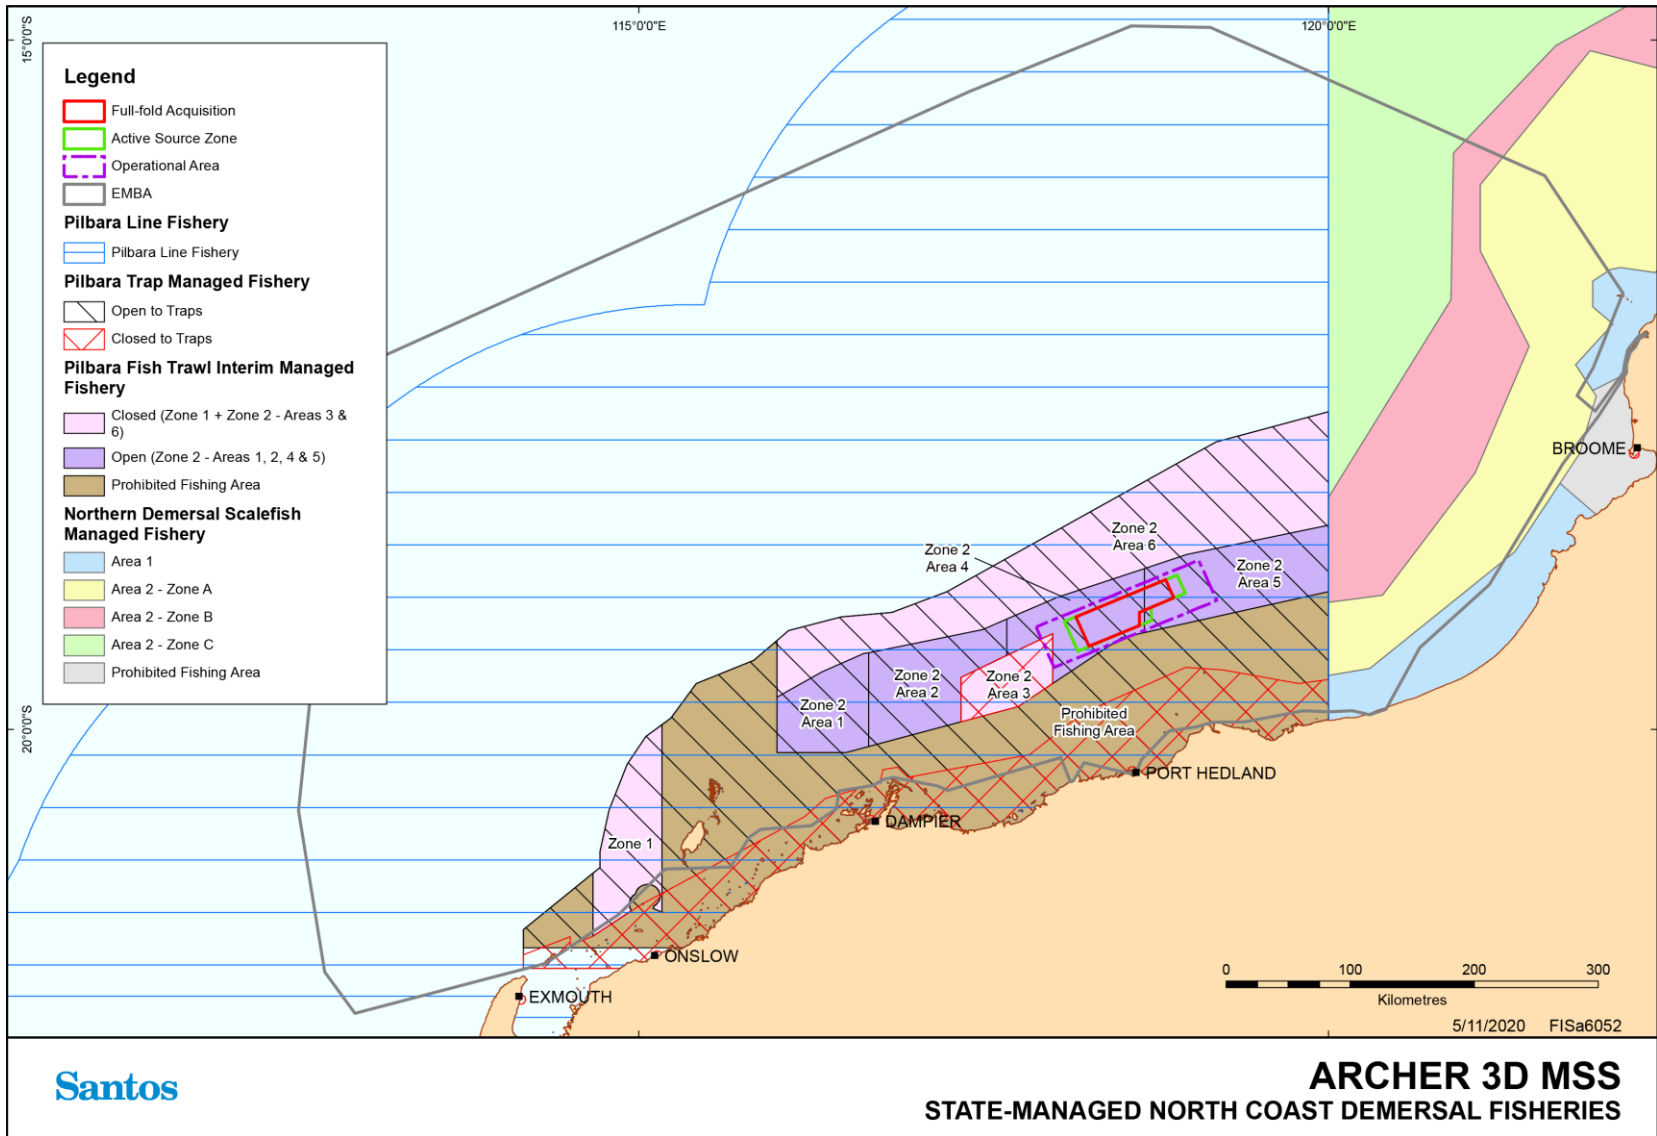 115°0'0"E
120°0'0"E
15°0'0"S
20°0'0"S
Legend
Full-fold Acquisition
Active Source Zone
Operational Area
EMBA
Pilbara Line Fishery
Pilbara Line Fishery
Pilbara Trap Managed Fishery
Open to Traps
Closed to Traps
Pilbara Fish Trawl Interim Managed
Fishery
Closed (Zone 1 + Zone 2 - Areas 3 &
6)
Open (Zone 2 - Areas 1, 2, 4 & 5)
Prohibited Fishing Area
Northern Demersal Scalefish
Managed Fishery
Area 1
Area 2 - Zone A
Area 2 - Zone B
Area 2 - Zone C
Prohibited Fishing Area
BROOME
Zone 2
Area 6
Zone 2
Area 4
Zone 2
Area 5
Zone 2
Area 3
Zone 2
Area 2
Zone 2
Area 1
Prohibited
Fishing Area
PORT HEDLAND
DAMPIER
Zone 1
ONSLOW
EXMOUTH
0 100 200 300
Kilometres
5/11/2020 FISa6052
Santos
ARCHER 3D MSS
STATE-MANAGED NORTH COAST DEMERSAL FISHERIES